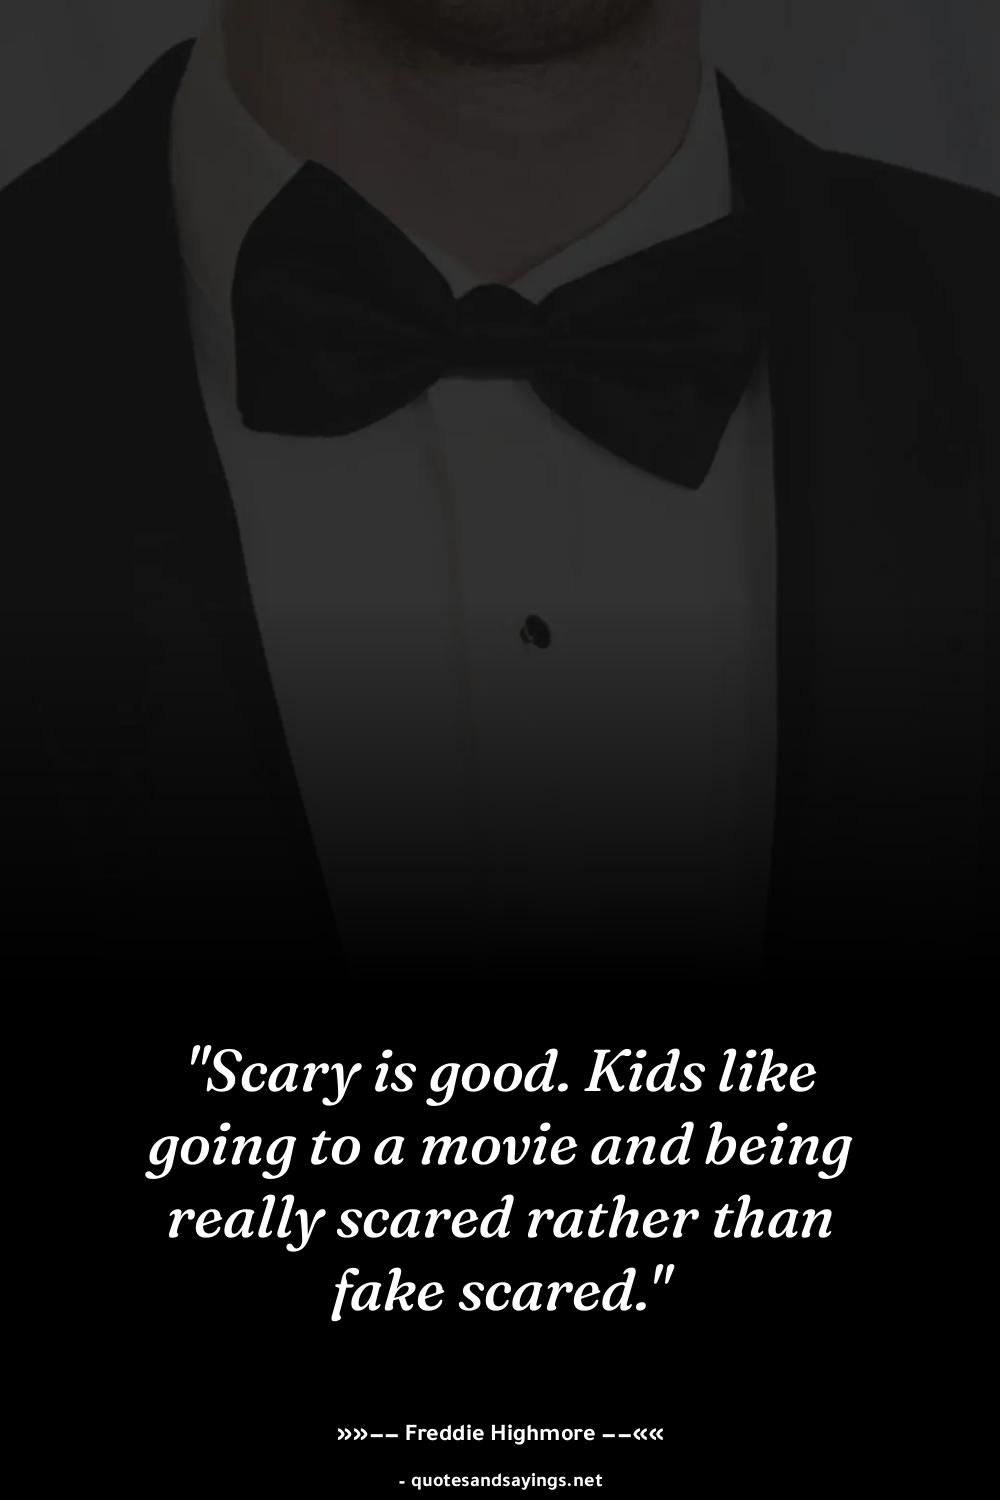 "Scary is good. Kids like
going to a movie and being
really scared rather than
fake scared."
»»−− Freddie Highmore −−««
- quotesandsayings.net